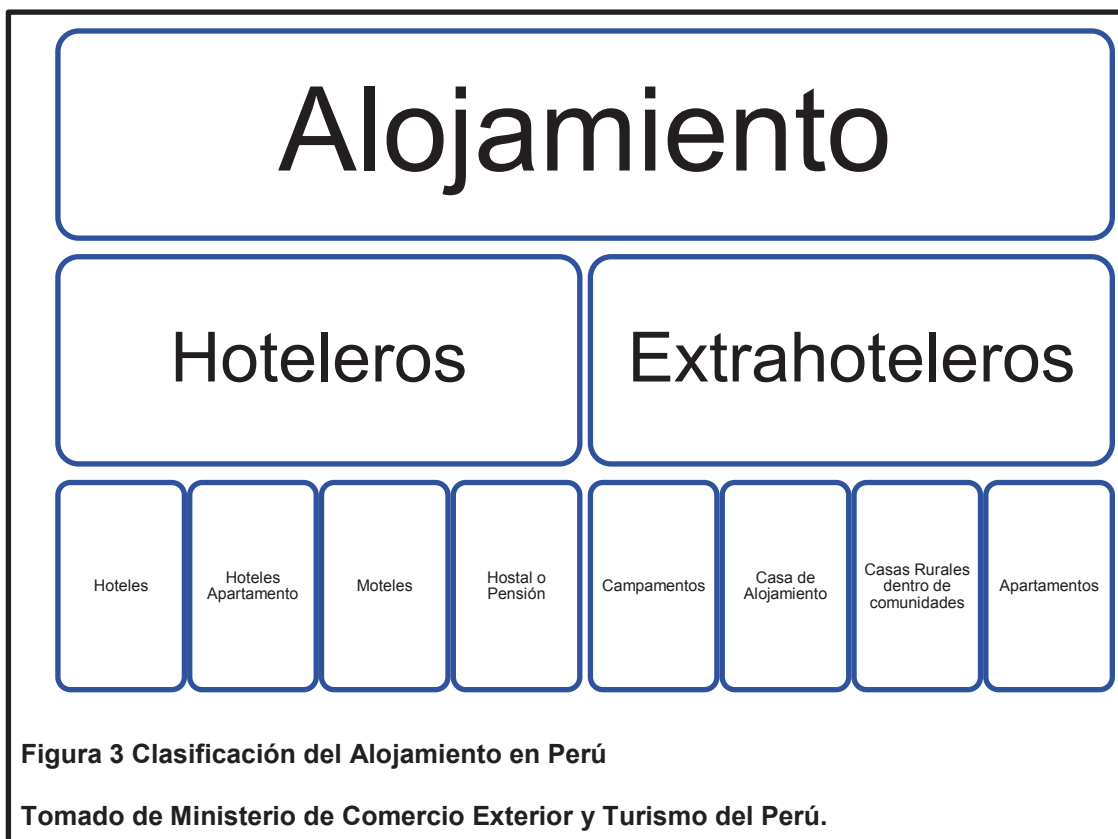 Alojamiento
Hoteleros
Extrahoteleros
Hoteles
Hoteles
Apartamento
Moteles
Hostal o
Pensión
Campamentos
Casa de
Alojamiento
Casas Rurales
dentro de
comunidades
Apartamentos
Figura 3 Clasificación del Alojamiento en Perú
Tomado de Ministerio de Comercio Exterior y Turismo del Perú.